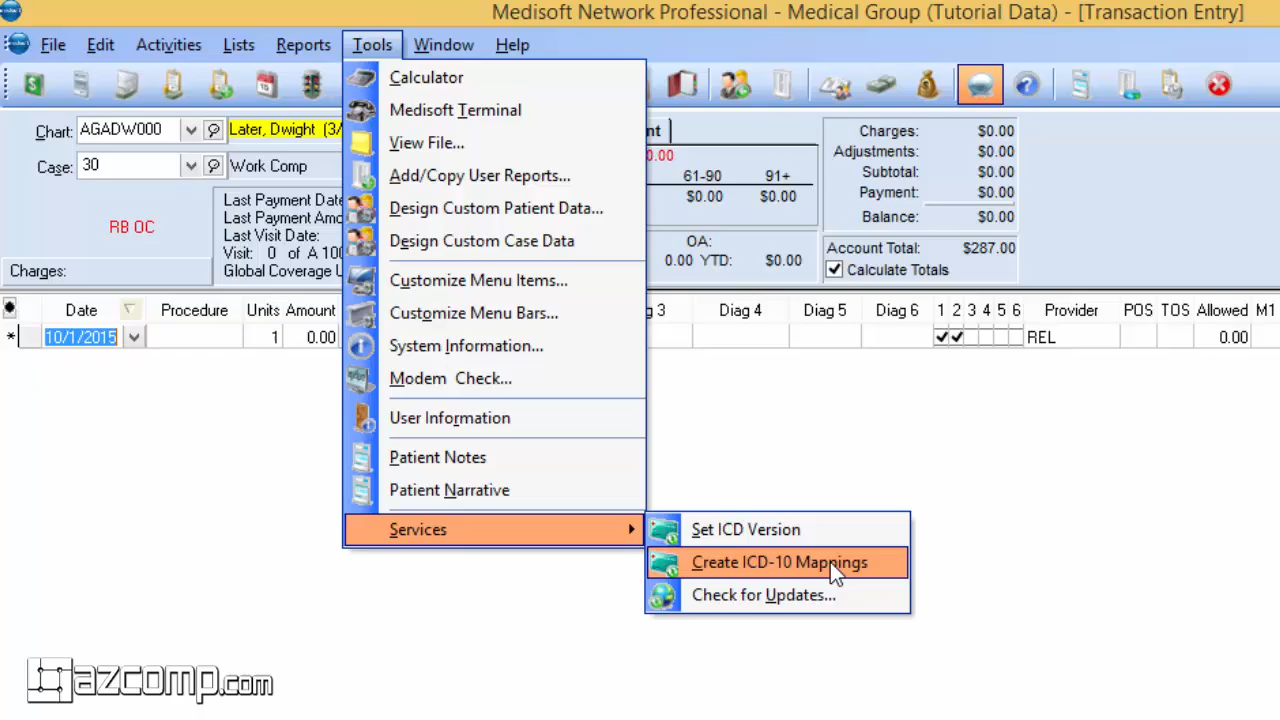 Medisoft Network Professional - Medical Group (Tutorial Data) - [Transaction Entry]
File Edit Activities Lists Reports Tools Window Help
Chart: AGADW000 Later, Dwight (3/
Case: 30 Work Comp
RB OC
Last Payment Date
Last Payment Amo
Last Visit Date:
Visit: 0 of A 100
Global Coverage U
Charges:
Calculator
Medisoft Terminal
View File...
Add/Copy User Reports...
Design Custom Patient Data...
Design Custom Case Data
Customize Menu Items...
Customize Menu Bars...
System Information...
Modem Check...
User Information
Patient Notes
Patient Narrative
Services
Set ICD Version
Create ICD-10 Mappings
Check for Updates...
nt
0.00
61-90 91+
$0.00 $0.00
OA:
0.00 YTD: $0.00
Charges: $0.00
Adjustments: $0.00
Subtotal: $0.00
Payment: $0.00
Balance: $0.00
Account Total: $287.00
Calculate Totals
Date Procedure Units Amount g 3 Diag 4 Diag 5 Diag 6 1 2 3 4 5 6 Provider POS TOS Allowed M1
* 10/1/2015 1 0.00 REL 0.00
azcomp.com